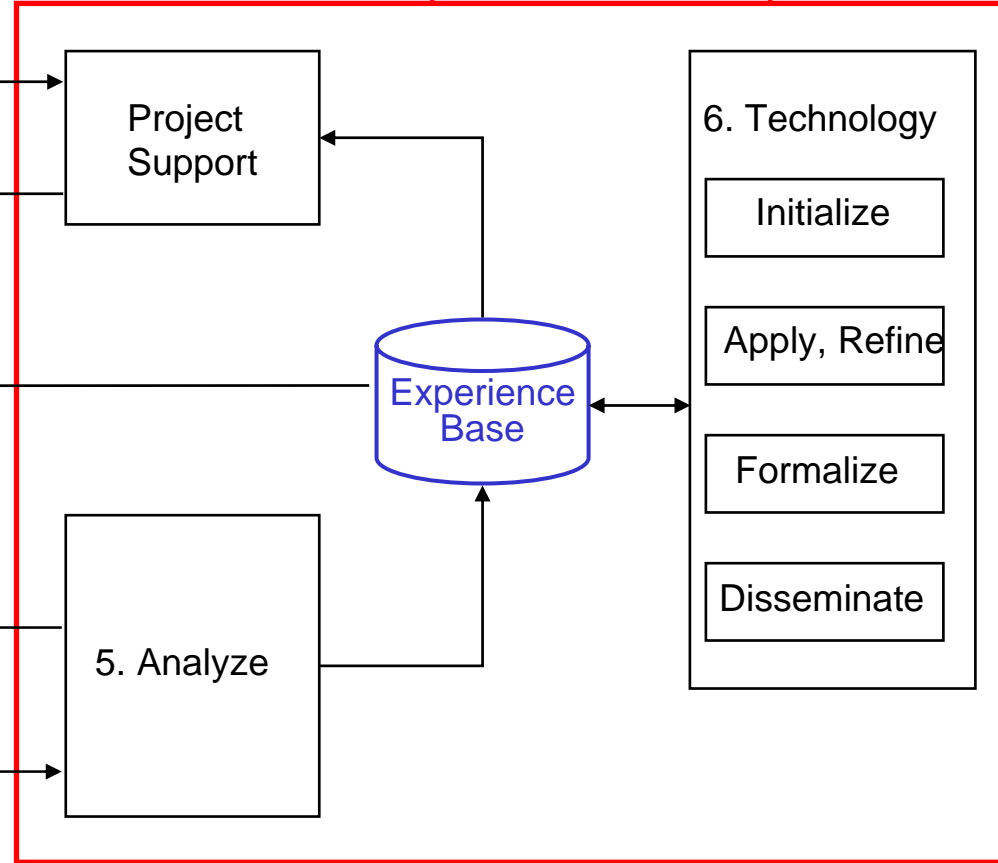 Project
Support
6. Technology
Initialize
Apply, Refine
Experience
Base
Formalize
Disseminate
5. Analyze